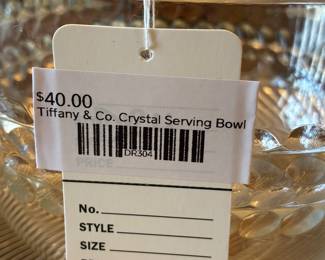 $40.00
Tiffany & Co. Crystal Serving Bowl
DR304
PRICE
No.
STYLE
SIZE